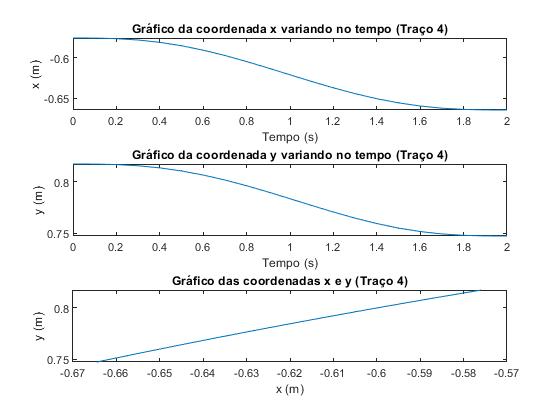 Gráfico da coordenada x variando no tempo (Traço 4)
-0.6
-0.65
x (m)
0 0.2 0.4 0.6 0.8 1 1.2 1.4 1.6 1.8 2
Tempo (s)
Gráfico da coordenada y variando no tempo (Traço 4)
0.8
0.75
y (m)
0 0.2 0.4 0.6 0.8 1 1.2 1.4 1.6 1.8 2
Tempo (s)
Gráfico das coordenadas x e y (Traço 4)
0.8
0.75
y (m)
-0.67 -0.66 -0.65 -0.64 -0.63 -0.62 -0.61 -0.6 -0.59 -0.58 -0.57
x (m)